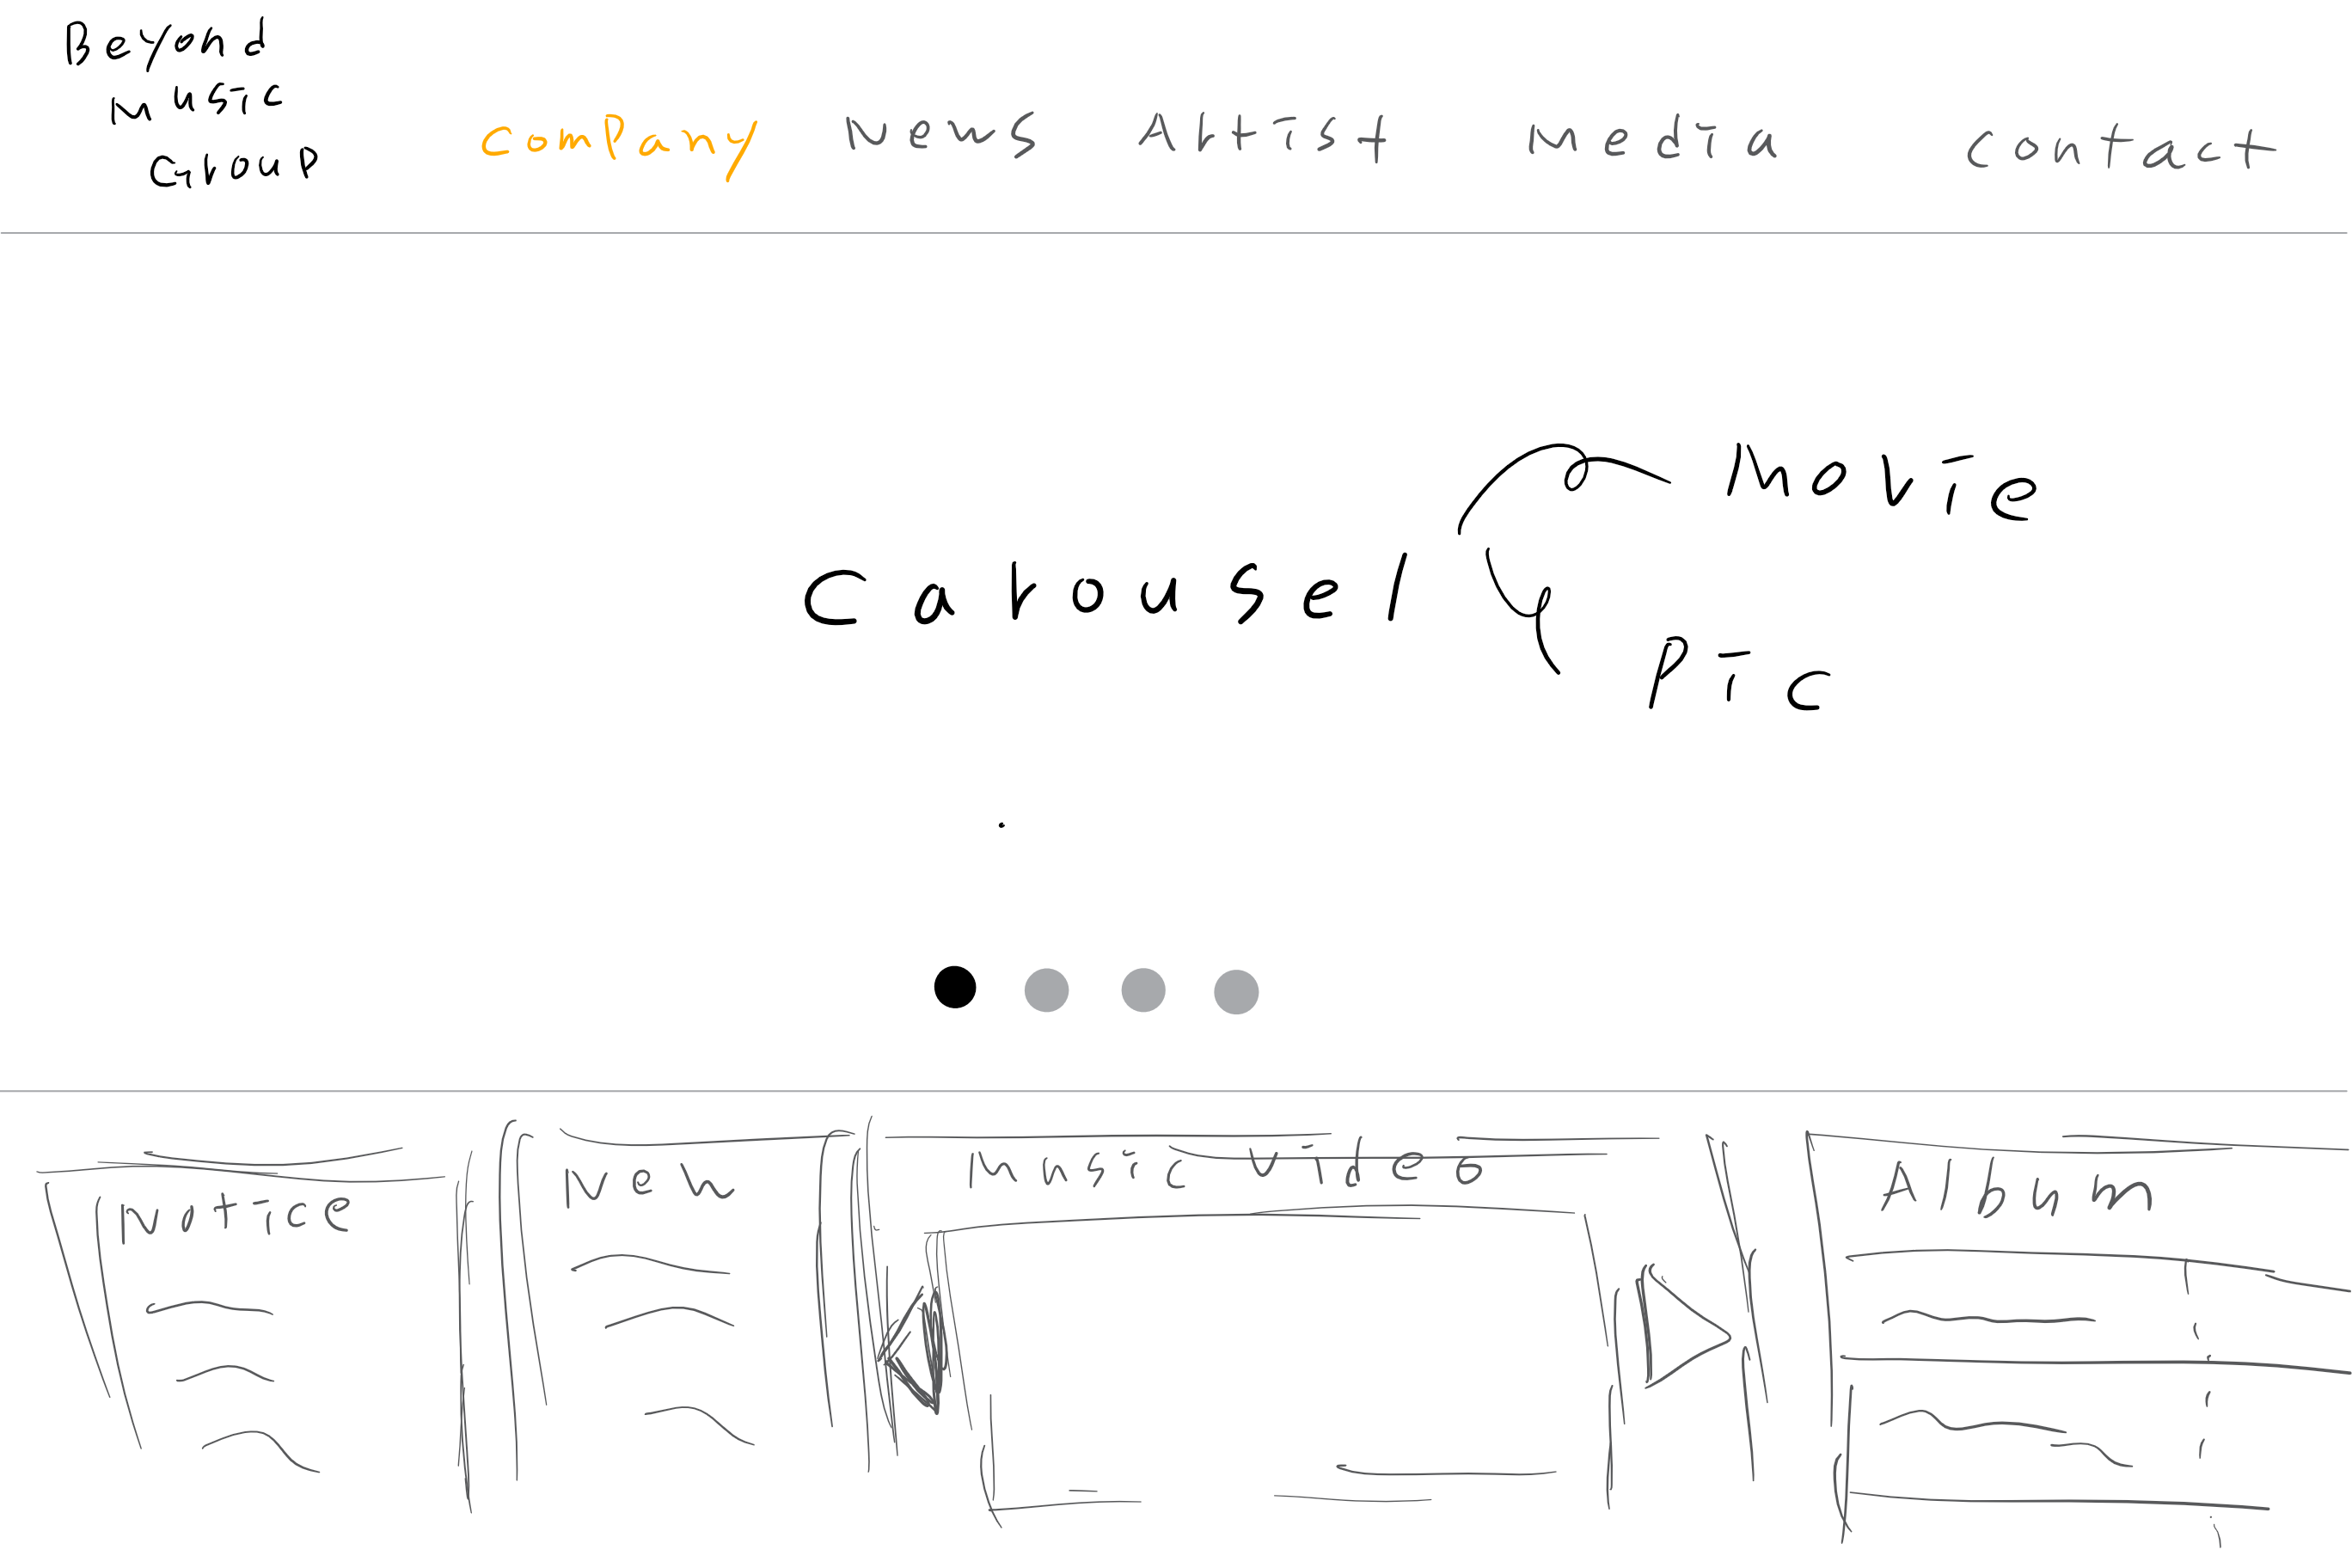 Beyond
Music
Group
Company News Artist Media Contact
Movie
Carousel
Pic
Notice New Music Video Album